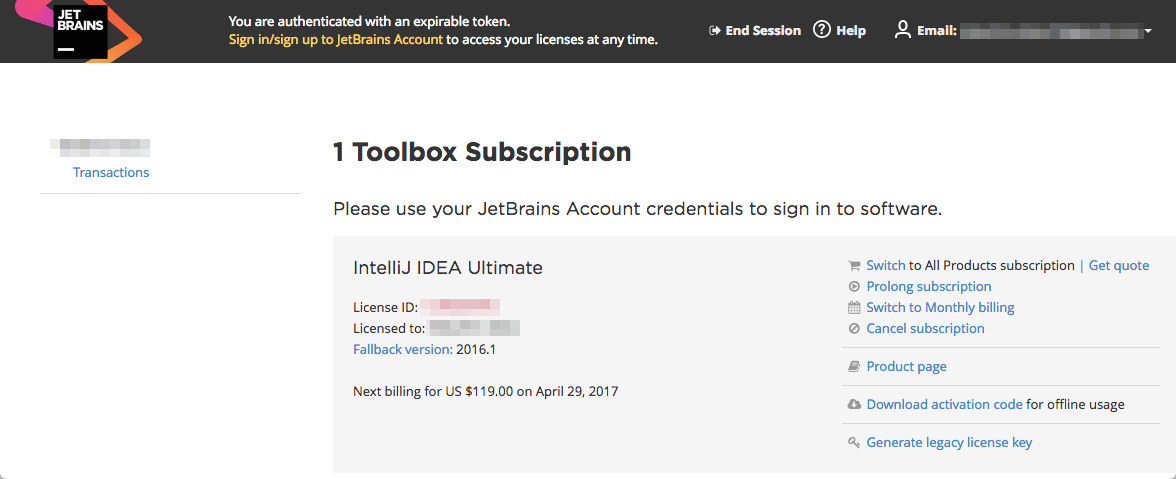 JET
BRAINS
You are authenticated with an expirable token.
Sign in/sign up to JetBrains Account to access your licenses at any time.
End Session
Help
Email:
Transactions
1 Toolbox Subscription
Please use your JetBrains Account credentials to sign in to software.
IntelliJ IDEA Ultimate
License ID:
Licensed to:
Fallback version: 2016.1
Next billing for US $119.00 on April 29, 2017
Switch to All Products subscription | Get quote
Prolong subscription
Switch to Monthly billing
Cancel subscription
Product page
Download activation code for offline usage
Generate legacy license key